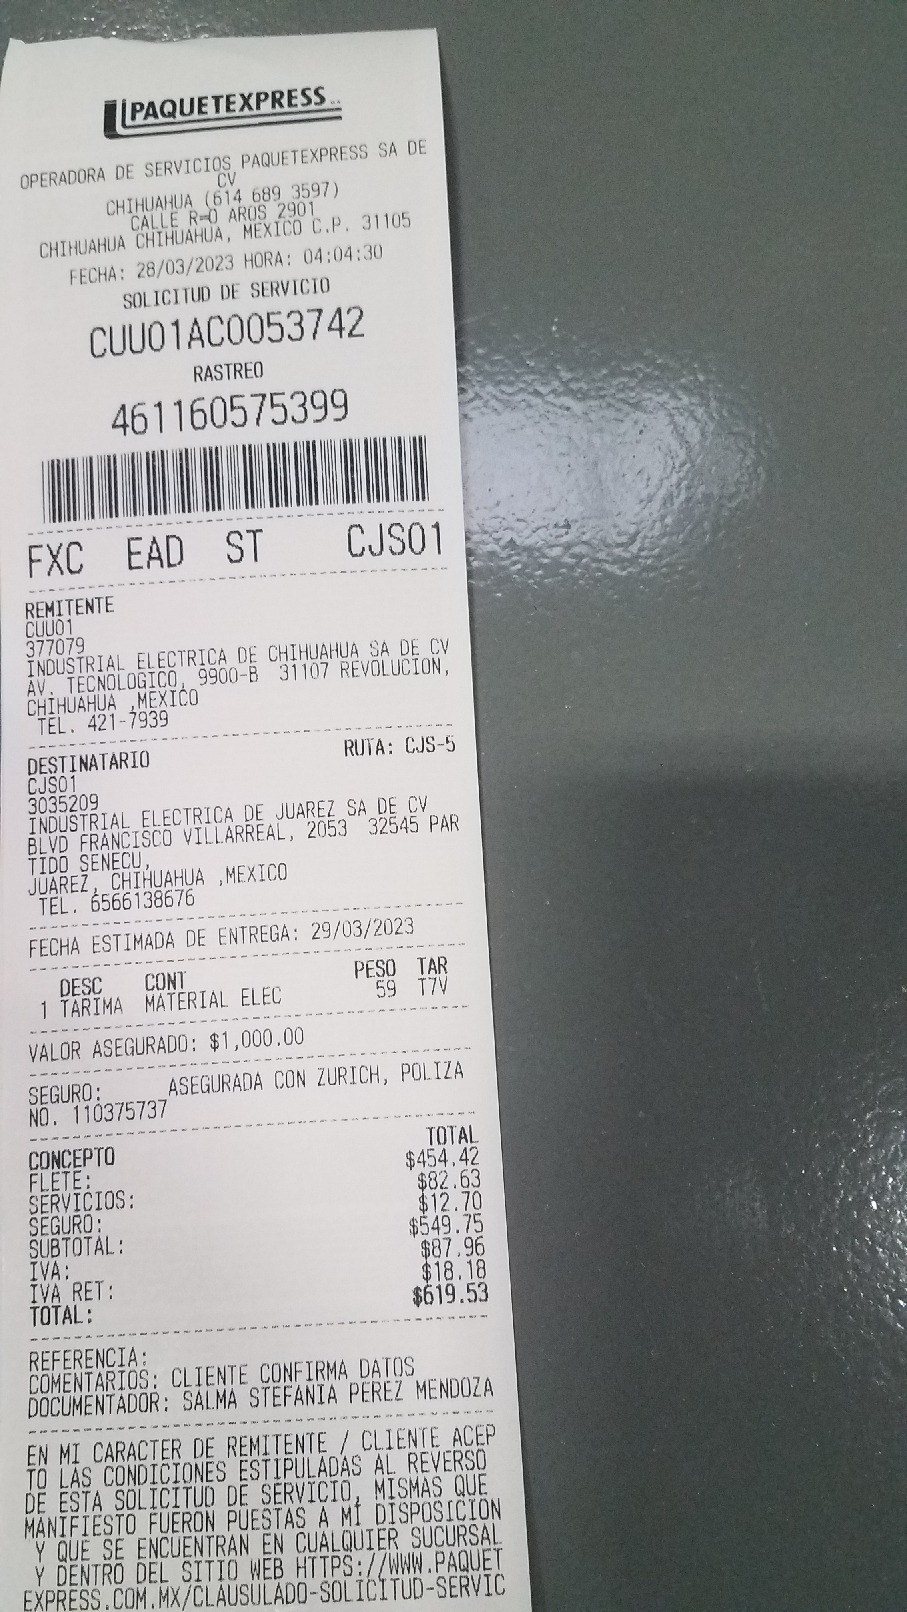 PAQUETEXPRESS
OPERADORA DE SERVICIOS PAQUETEXPRESS SA DE
CV
CHIHUAHUA (614 689 3597)
CALLE R=O AROS 2901
CHIHUAHUA CHIHUAHUA, MEXICO C.P. 31105
FECHA: 28/03/2023 HORA: 04:04:30
SOLICITUD DE SERVICIO
CUU01AC0053742
RASTREO
461160575399
FXC EAD ST CJS01
REMITENTE
CUU01
377079
INDUSTRIAL ELECTRICA DE CHIHUAHUA SA DE CV
AV. TECNOLOGICO, 9900-B 31107 REVOLUCION,
CHIHUAHUA ,MEXICO
TEL. 421-7939
DESTINATARIO RUTA: CJS-5
CJS01
3035209
INDUSTRIAL ELECTRICA DE JUAREZ SA DE CV
BLVD FRANCISCO VILLARREAL, 2053 32545 PAR
TIDO SENECU,
JUAREZ, CHIHUAHUA ,MEXICO
TEL. 6566138676
FECHA ESTIMADA DE ENTREGA: 29/03/2023
DESC CONT PESO TAR
1 TARIMA MATERIAL ELEC 59 T7V
VALOR ASEGURADO: $1,000.00
SEGURO: ASEGURADA CON ZURICH, POLIZA
NO. 110375737
CONCEPTO TOTAL
FLETE: $454.42
SERVICIOS: $82.63
SEGURO: $12.70
SUBTOTAL: $549.75
IVA: $87.96
IVA RET: $18.18
TOTAL: $619.53
REFERENCIA:
COMENTARIOS: CLIENTE CONFIRMA DATOS
DOCUMENTADOR: SALMA STEFANIA PEREZ MENDOZA
EN MI CARACTER DE REMITENTE / CLIENTE ACEP
TO LAS CONDICIONES ESTIPULADAS AL REVERSO
DE ESTA SOLICITUD DE SERVICIO, MISMAS QUE
MANIFIESTO FUERON PUESTAS A MI DISPOSICION
Y QUE SE ENCUENTRAN EN CUALQUIER SUCURSAL
Y DENTRO DEL SITIO WEB HTTPS://WWW.PAQUET
EXPRESS.COM.MX/CLAUSULADO-SOLICITUD-SERVIC